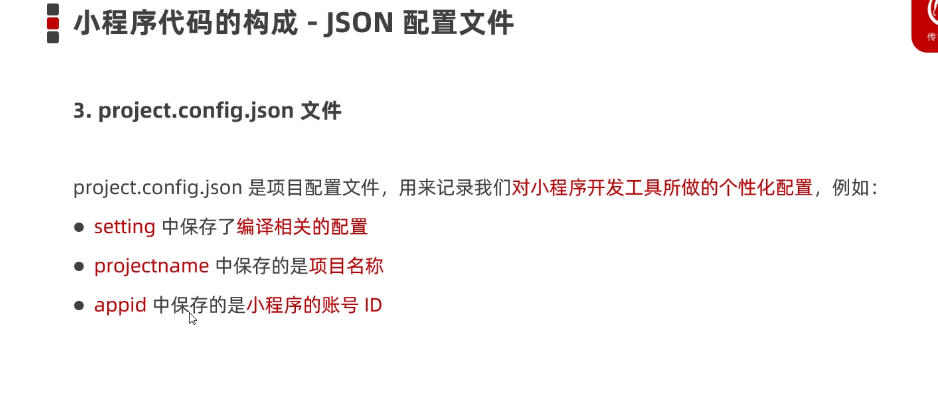 小程序代码的构成 - JSON 配置文件
传
3. project.config.json 文件
project.config.json 是项目配置文件，用来记录我们对小程序开发工具所做的个性化配置，例如：
● setting 中保存了编译相关的配置
● projectname 中保存的是项目名称
● appid 中保存的是小程序的账号 ID